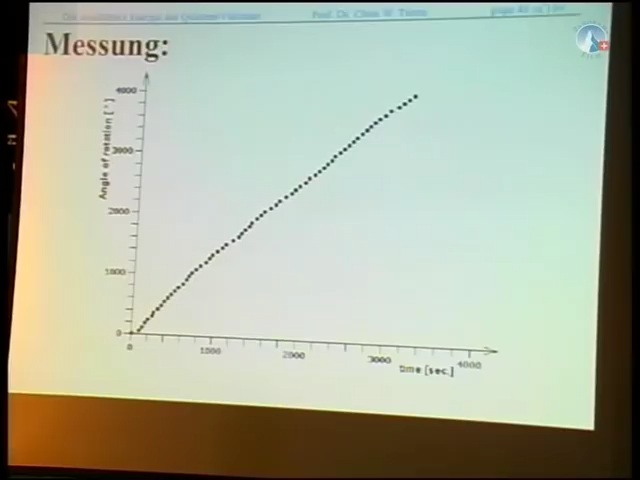 Prof. Dr. Claus W. Turtur
Messung:
Angle of rotation [°]
4000
3000
2000
1000
0
0
1000
2000
3000
4000
time [sec.]